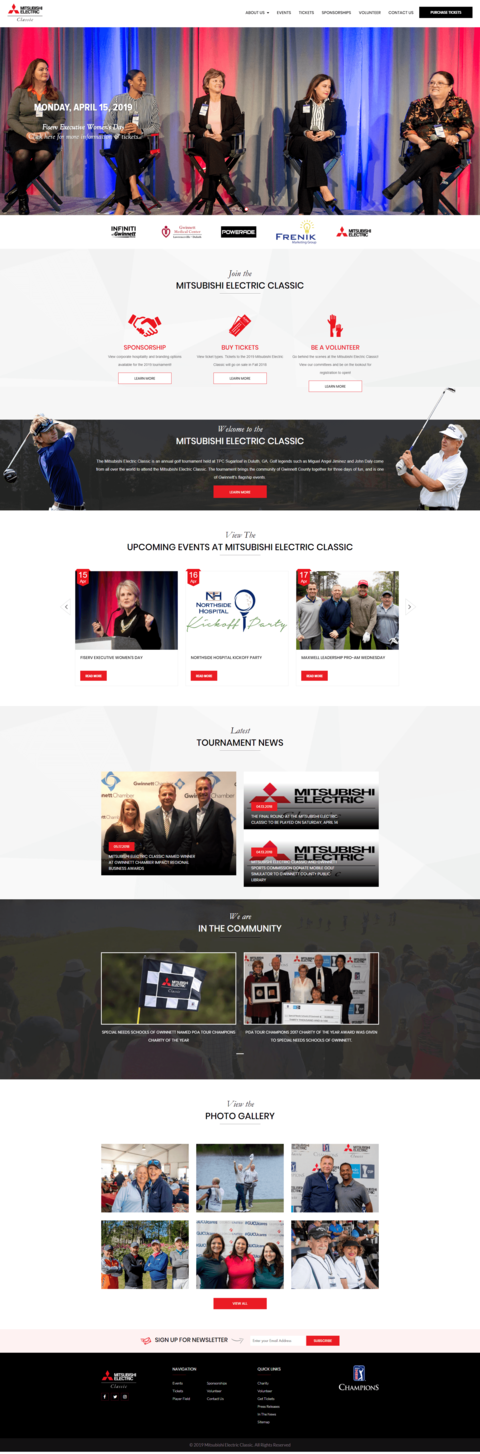 MITSUBISHI ELECTRIC
Classic
ABOUT US EVENTS TICKETS SPONSORSHIPS VOLUNTEER CONTACT US PURCHASE TICKETS
MONDAY, APRIL 15, 2019
Fiserv Executive Women's Day
here for more information & tickets.
INFINITI of Gwinnett
Gwinnett Medical Center
POWERADE
FRENIK
Marketing Group
MITSUBISHI ELECTRIC
Join the
MITSUBISHI ELECTRIC CLASSIC
SPONSORSHIP
View corporate hospitality and branding options
available for the 2019 tournament!
LEARN MORE
BUY TICKETS
View ticket types. Tickets to the 2019 Mitsubishi Electric
Classic will go on sale in Fall 2018.
LEARN MORE
BE A VOLUNTEER
Go behind the scenes at the Mitsubishi Electric Classic!
View our committees and be on the lookout for
registration to open!
LEARN MORE
Welcome to the
MITSUBISHI ELECTRIC CLASSIC
The Mitsubishi Electric Classic is an annual golf tournament held at TPC Sugarloaf in Duluth, GA. Golf legends such as Miguel Angel Jimenez and John Daly come
from all over the world to attend the Mitsubishi Electric Classic. The tournament brings the community of Gwinnett County together for three days of fun, and is one
of Gwinnett's flagship events.
LEARN MORE
View The
UPCOMING EVENTS AT MITSUBISHI ELECTRIC CLASSIC
15
Apr
FISERV EXECUTIVE WOMEN'S DAY
READ MORE
16
Apr
NH
NORTHSIDE
HOSPITAL
Kickoff Party
NORTHSIDE HOSPITAL KICKOFF PARTY
READ MORE
17
Apr
MAXWELL LEADERSHIP PRO-AM WEDNESDAY
READ MORE
Latest
TOURNAMENT NEWS
Gwinnett Chamber
MITSUBISHI ELECTRIC CLASSIC NAMED WINNER
AT GWINNETT CHAMBER IMPACT REGIONAL
BUSINESS AWARDS
MITSUBISHI
ELECTRIC
THE FINAL ROUND AT THE MITSUBISHI ELECTRIC
CLASSIC TO BE PLAYED ON SATURDAY, APRIL 14
MITSUBISHI
ELECTRIC
MITSUBISHI ELECTRIC CLASSIC AND GWINNETT
SPORTS COMMISSION DONATE MOBILE GOLF
SIMULATOR TO GWINNETT COUNTY PUBLIC
LIBRARY
We are
IN THE COMMUNITY
SPECIAL NEEDS SCHOOLS OF GWINNETT NAMED PGA TOUR CHAMPIONS
CHARITY OF THE YEAR
PGA TOUR CHAMPIONS 2017 CHARITY OF THE YEAR AWARD WAS GIVEN
TO SPECIAL NEEDS SCHOOLS OF GWINNETT.
View the
PHOTO GALLERY
VIEW ALL
SIGN UP FOR NEWSLETTER
Enter your Email Address
SUBSCRIBE
MITSUBISHI
ELECTRIC
Classic
NAVIGATION
Events
Tickets
Player Field
Sponsorships
Volunteer
Contact Us
QUICK LINKS
Charity
Volunteer
Get Tickets
Press Releases
In The News
Sitemap
CHAMPIONS
© 2019 Mitsubishi Electric Classic. All Rights Reserved